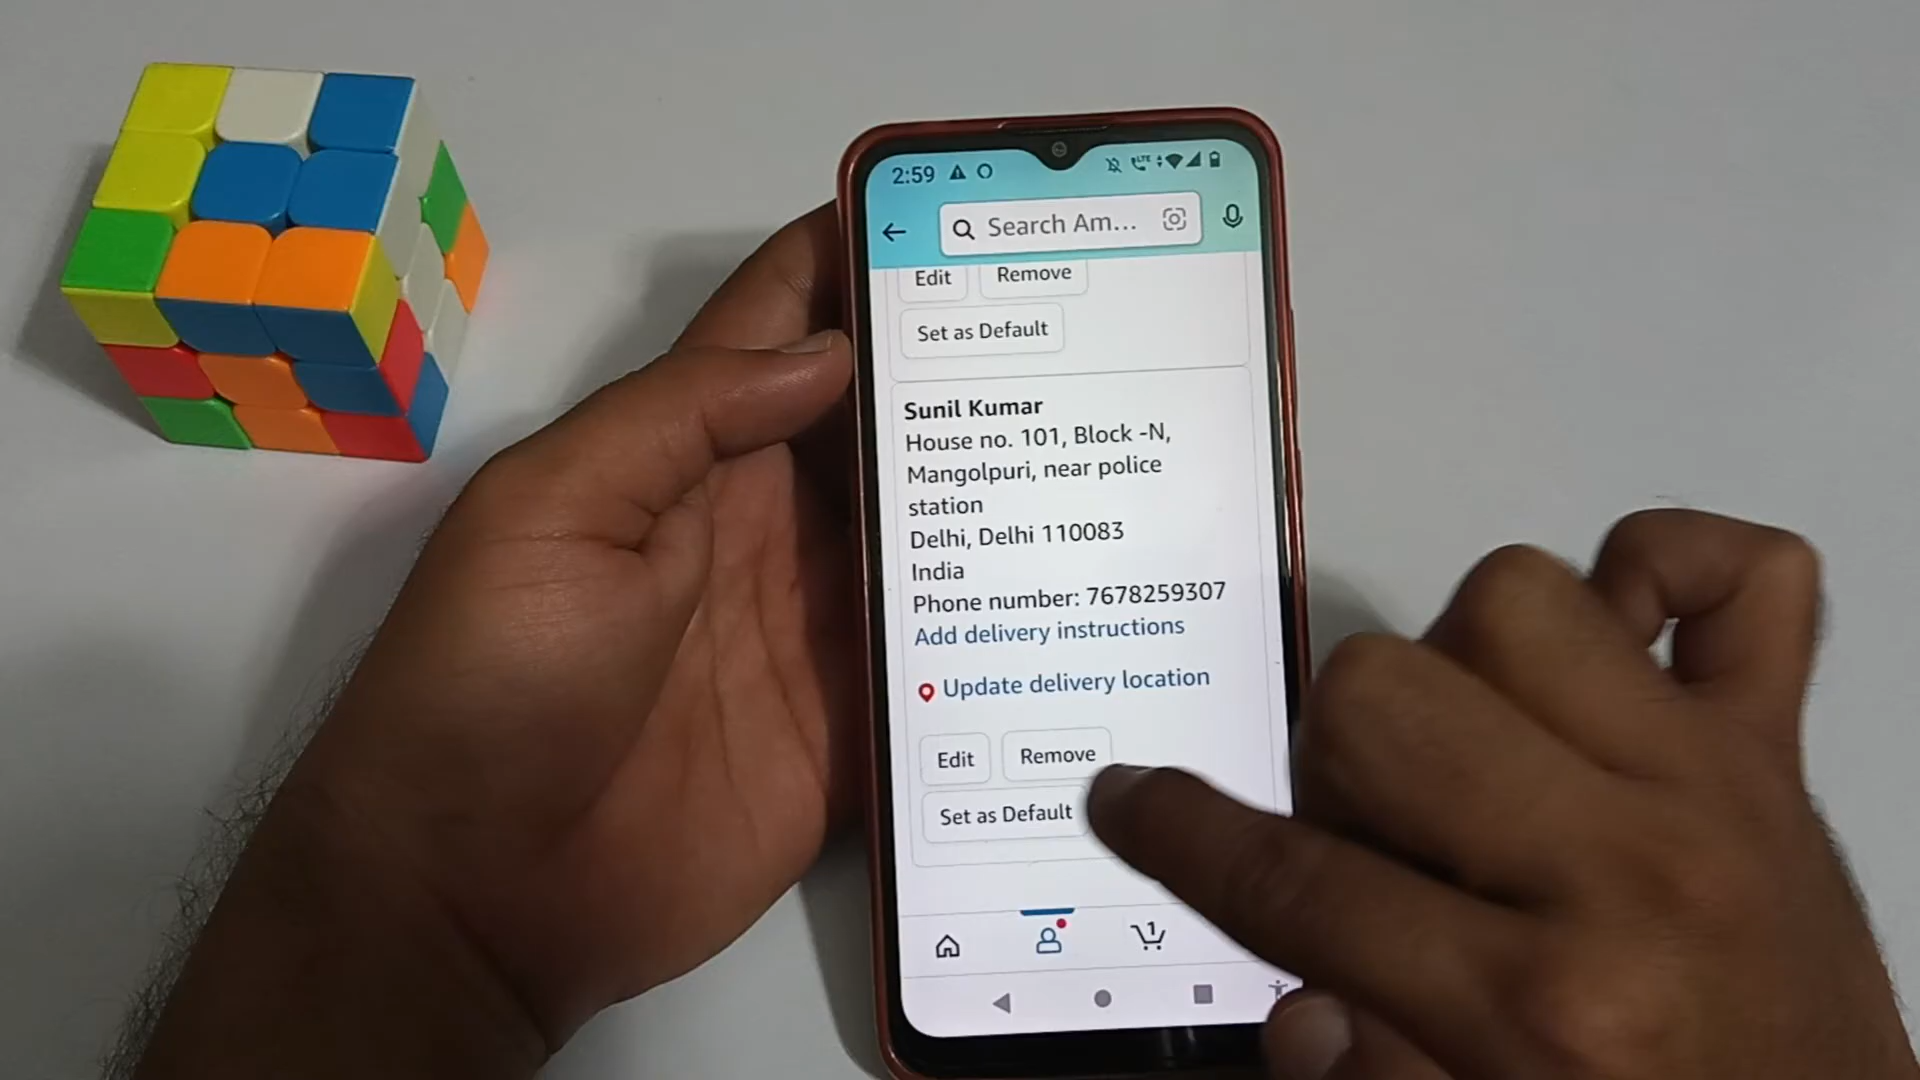 2:59
LTE
Search Am...
Edit Remove
Set as Default
Sunil Kumar
House no. 101, Block -N,
Mangolpuri, near police
station
Delhi, Delhi 110083
India
Phone number: 7678259307
Add delivery instructions
Update delivery location
Edit Remove
Set as Default
1